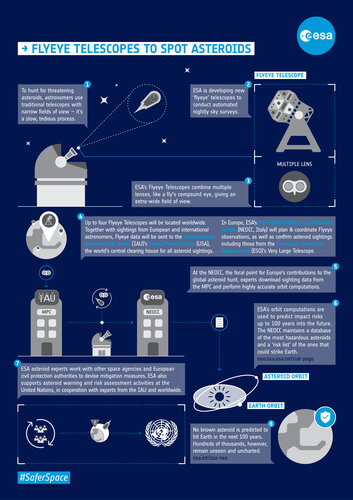 esa
→ FLYEYE TELESCOPES TO SPOT ASTEROIDS
1
To hunt for threatening
asteroids, astronomers use
traditional telescopes with
narrow fields of view – it's
a slow, tedious process.
2
ESA is developing new
'flyeye' telescopes to
conduct automated
nightly sky surveys.
FLYEYE TELESCOPE
MULTIPLE LENS
3
ESA's Flyeye Telescopes combine multiple
lenses, like a fly's compound eye, giving an
extra-wide field of view.
4
Up to four Flyeye Telescopes will be located worldwide.
Together with sightings from European and international
astronomers, Flyeye data will be sent to the
(IAU)'s (USA),
the world's central clearing house for all asteroid sightings.
In Europe, ESA's
(NEOCC, Italy) will plan & coordinate Flyeye
observations, as well as confirm asteroid sightings
including those from the
(ESO)'s Very Large Telescope.
5
At the NEOCC, the focal point for Europe's contributions to the
global asteroid hunt, experts download sighting data from
the MPC and perform highly accurate orbit computations.
IAU
MPC
esa
NEOCC
6
ESA's orbit computations are
used to predict impact risks
up to 100 years into the future.
The NEOCC maintains a database
of the most hazardous asteroids
and a 'risk list' of the ones that
could strike Earth.
neo.ssa.esa.int/risk-page
7
ESA asteroid experts work with other space agencies and European
civil protection authorities to devise mitigation measures. ESA also
supports asteroid warning and risk assessment activities at the
United Nations, in cooperation with experts from the IAU and worldwide.
ASTEROID ORBIT
EARTH ORBIT
8
No known asteroid is predicted to
hit Earth in the next 100 years.
Hundreds of thousands, however,
remain unseen and uncharted.
esa.int/ssa-neo
#SaferSpace